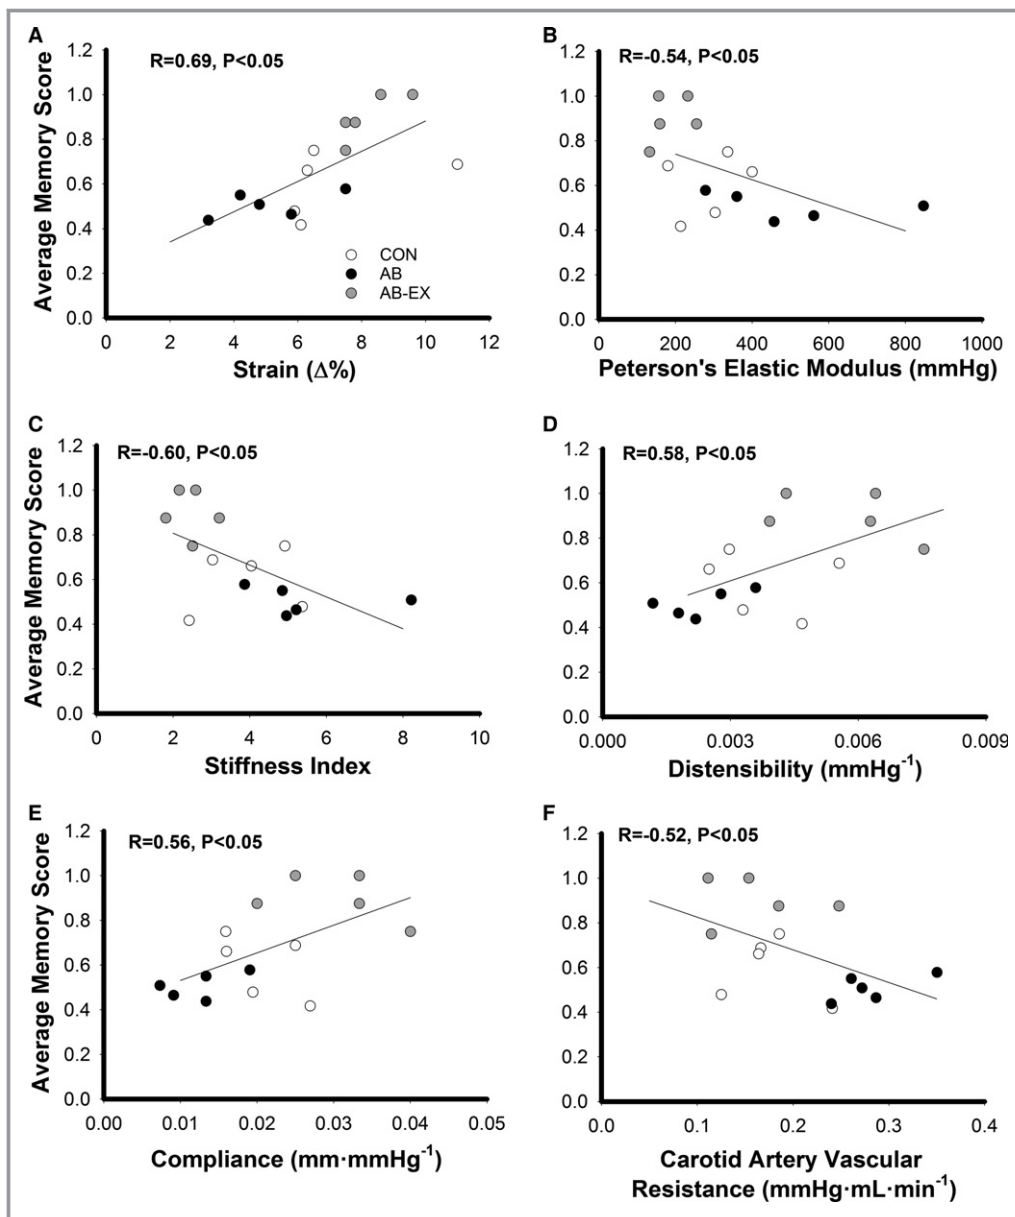 A
R=0.69, P<0.05
Average Memory Score
1.2
1.0
0.8
0.6
0.4
0.2
0.0
CON
AB
AB-EX
0 2 4 6 8 10 12
Strain (Δ%)
B
R=-0.54, P<0.05
1.2
1.0
0.8
0.6
0.4
0.2
0.0
0 200 400 600 800 1000
Peterson's Elastic Modulus (mmHg)
C
R=-0.60, P<0.05
Average Memory Score
1.2
1.0
0.8
0.6
0.4
0.2
0.0
0 2 4 6 8 10
Stiffness Index
D
R=0.58, P<0.05
1.2
1.0
0.8
0.6
0.4
0.2
0.0
0.000 0.003 0.006 0.009
Distensibility (mmHg⁻¹)
E
R=0.56, P<0.05
Average Memory Score
1.2
1.0
0.8
0.6
0.4
0.2
0.0
0.00 0.01 0.02 0.03 0.04 0.05
Compliance (mm·mmHg⁻¹)
F
R=-0.52, P<0.05
1.2
1.0
0.8
0.6
0.4
0.2
0.0
0.0 0.1 0.2 0.3 0.4
Carotid Artery Vascular
Resistance (mmHg·mL·min⁻¹)